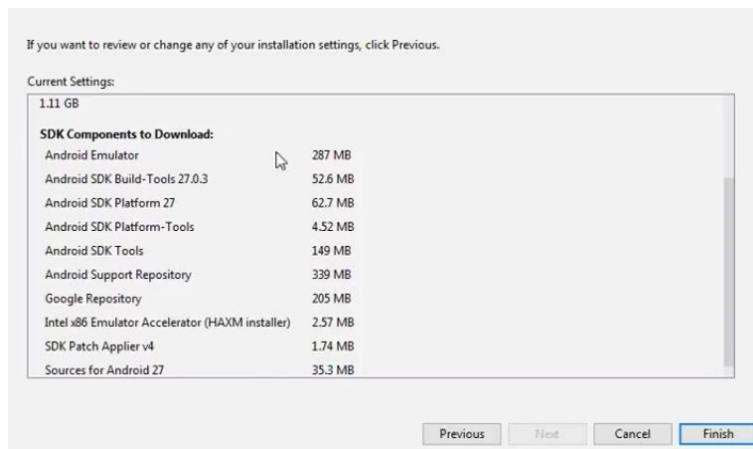 If you want to review or change any of your installation settings, click Previous.
Current Settings:
1.11 GB
SDK Components to Download:
Android Emulator 287 MB
Android SDK Build-Tools 27.0.3 52.6 MB
Android SDK Platform 27 62.7 MB
Android SDK Platform-Tools 4.52 MB
Android SDK Tools 149 MB
Android Support Repository 339 MB
Google Repository 205 MB
Intel x86 Emulator Accelerator (HAXM installer) 2.57 MB
SDK Patch Applier v4 1.74 MB
Sources for Android 27 35.3 MB
Previous Next Cancel Finish